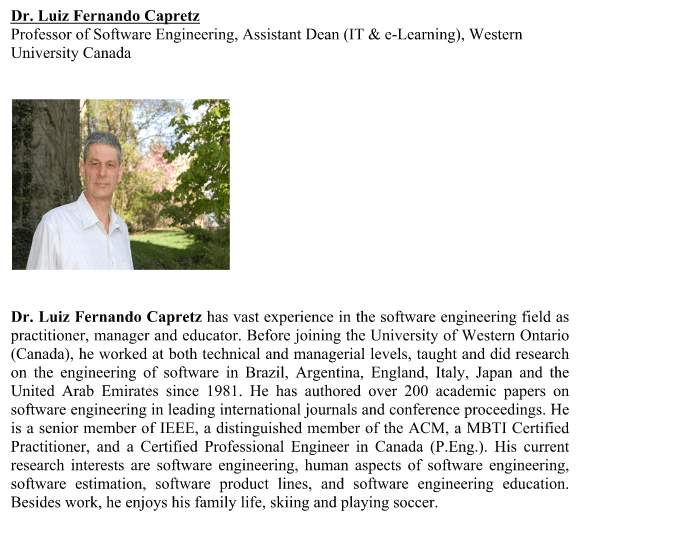 Dr. Luiz Fernando Capretz
Professor of Software Engineering, Assistant Dean (IT & e-Learning), Western
University Canada
Dr. Luiz Fernando Capretz has vast experience in the software engineering field as
practitioner, manager and educator. Before joining the University of Western Ontario
(Canada), he worked at both technical and managerial levels, taught and did research
on the engineering of software in Brazil, Argentina, England, Italy, Japan and the
United Arab Emirates since 1981. He has authored over 200 academic papers on
software engineering in leading international journals and conference proceedings. He
is a senior member of IEEE, a distinguished member of the ACM, a MBTI Certified
Practitioner, and a Certified Professional Engineer in Canada (P.Eng.). His current
research interests are software engineering, human aspects of software engineering,
software estimation, software product lines, and software engineering education.
Besides work, he enjoys his family life, skiing and playing soccer.